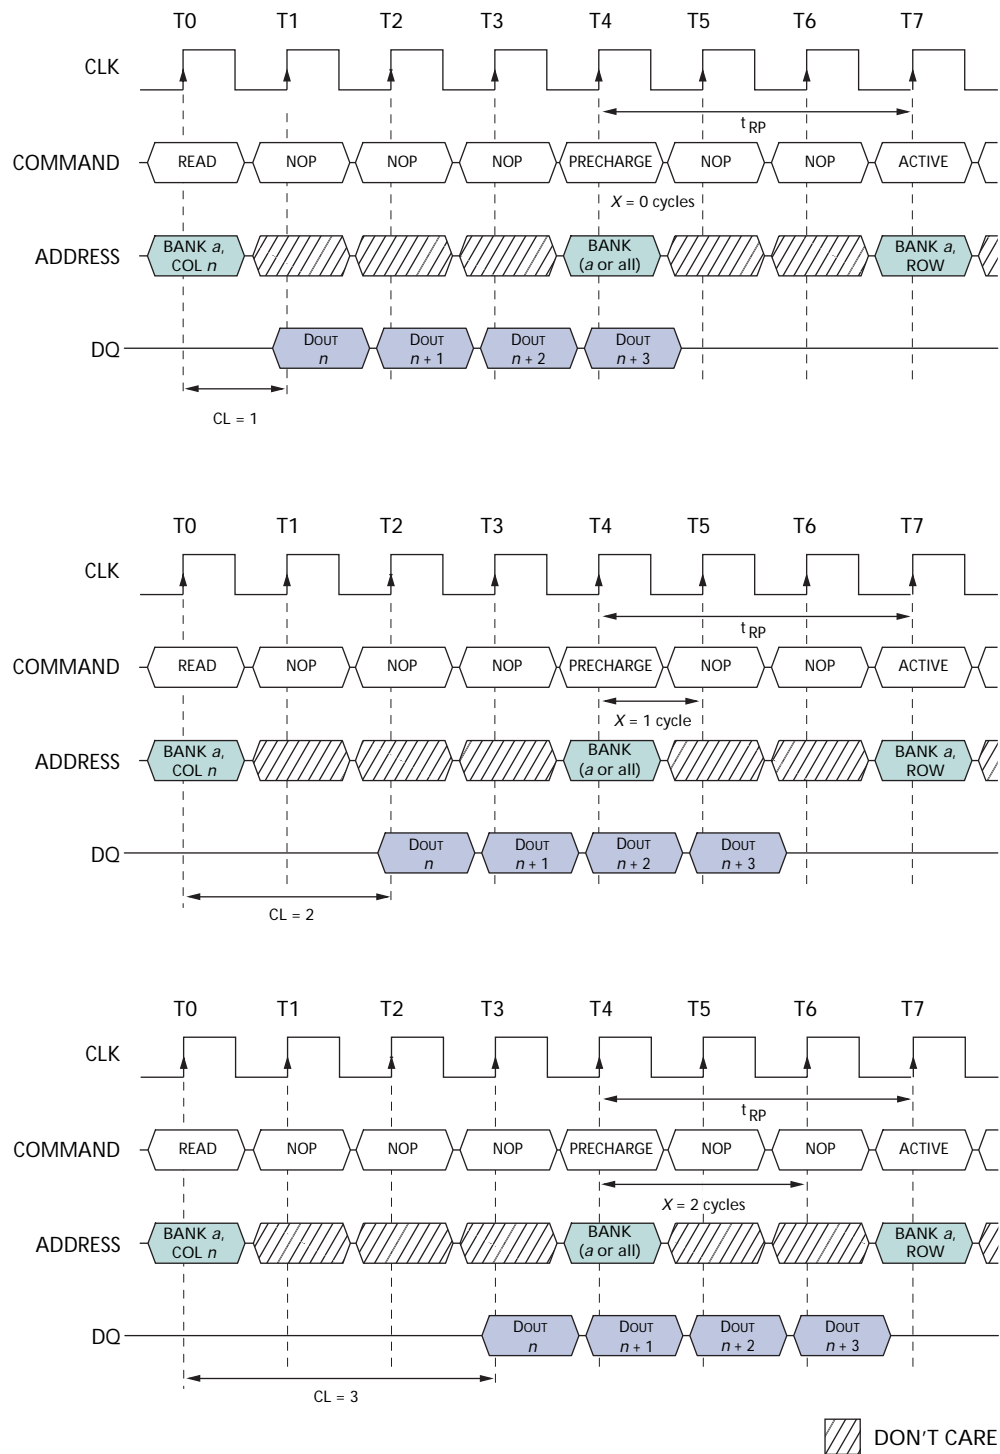 T0 T1 T2 T3 T4 T5 T6 T7
CLK
t RP
COMMAND READ NOP NOP NOP PRECHARGE NOP NOP ACTIVE
X = 0 cycles
ADDRESS BANK a, COL n BANK (a or all) BANK a, ROW
DQ DOUT n DOUT n + 1 DOUT n + 2 DOUT n + 3
CL = 1
T0 T1 T2 T3 T4 T5 T6 T7
CLK
t RP
COMMAND READ NOP NOP NOP PRECHARGE NOP NOP ACTIVE
X = 1 cycle
ADDRESS BANK a, COL n BANK (a or all) BANK a, ROW
DQ DOUT n DOUT n + 1 DOUT n + 2 DOUT n + 3
CL = 2
T0 T1 T2 T3 T4 T5 T6 T7
CLK
t RP
COMMAND READ NOP NOP NOP PRECHARGE NOP NOP ACTIVE
X = 2 cycles
ADDRESS BANK a, COL n BANK (a or all) BANK a, ROW
DQ DOUT n DOUT n + 1 DOUT n + 2 DOUT n + 3
CL = 3
DON'T CARE